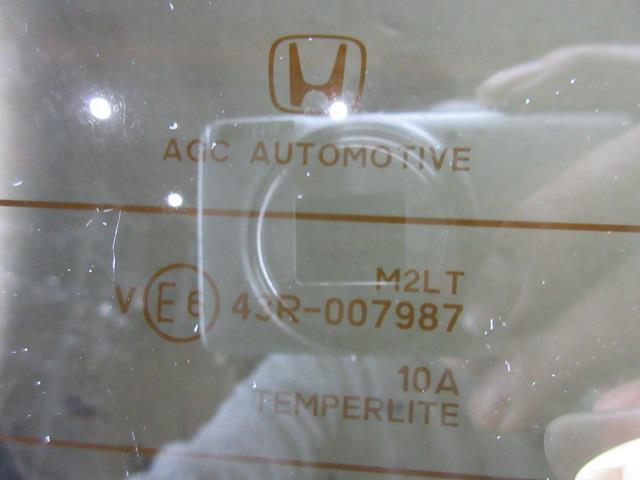 AGC AUTOMOTIVE
M2LT
V E6 43R-007987
10A
TEMPERLITE